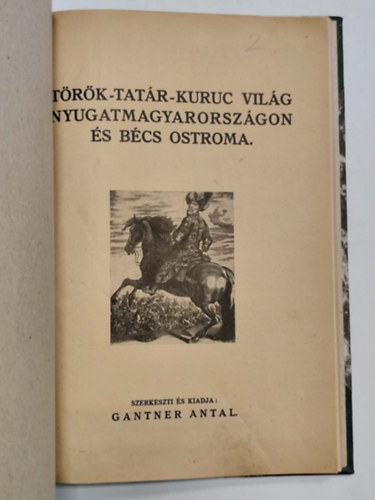 TÖRÖK-TATÁR-KURUC VILÁG
NYUGATMAGYARORSZÁGON
ÉS BÉCS OSTROMA.
SZERKESZTI ÉS KIADJA:
GANTNER ANTAL